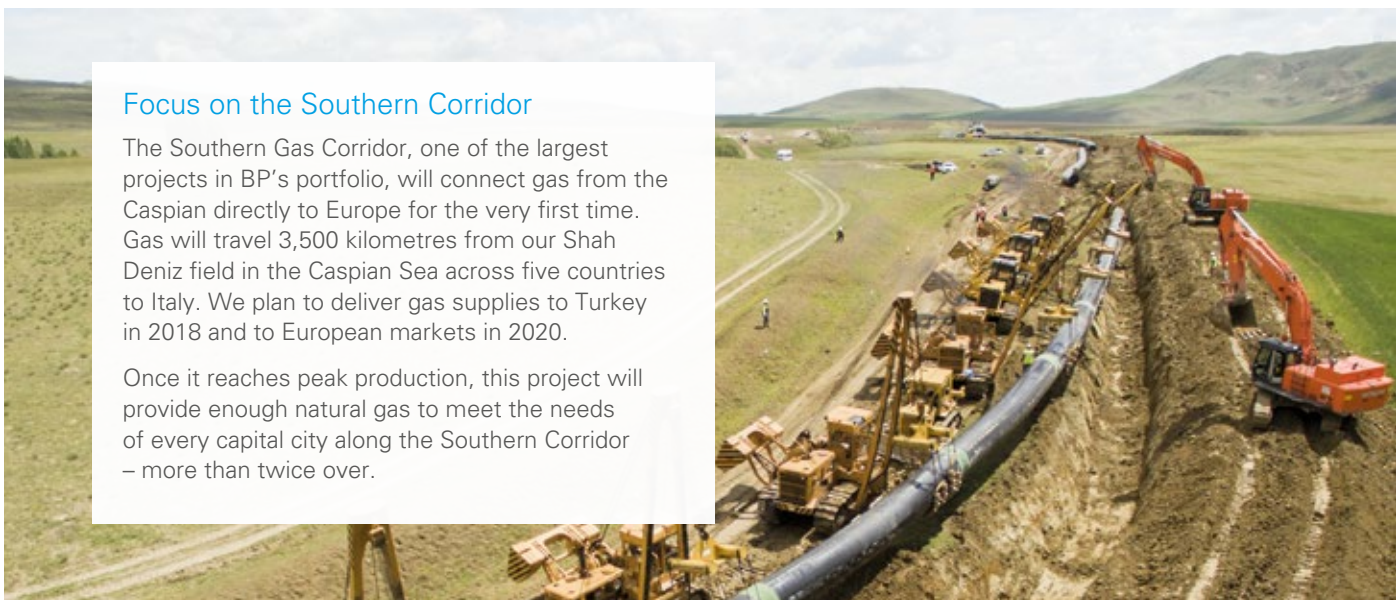 Focus on the Southern Corridor
The Southern Gas Corridor, one of the largest
projects in BP’s portfolio, will connect gas from the
Caspian directly to Europe for the very first time.
Gas will travel 3,500 kilometres from our Shah
Deniz field in the Caspian Sea across five countries
to Italy. We plan to deliver gas supplies to Turkey
in 2018 and to European markets in 2020.
Once it reaches peak production, this project will
provide enough natural gas to meet the needs
of every capital city along the Southern Corridor
– more than twice over.